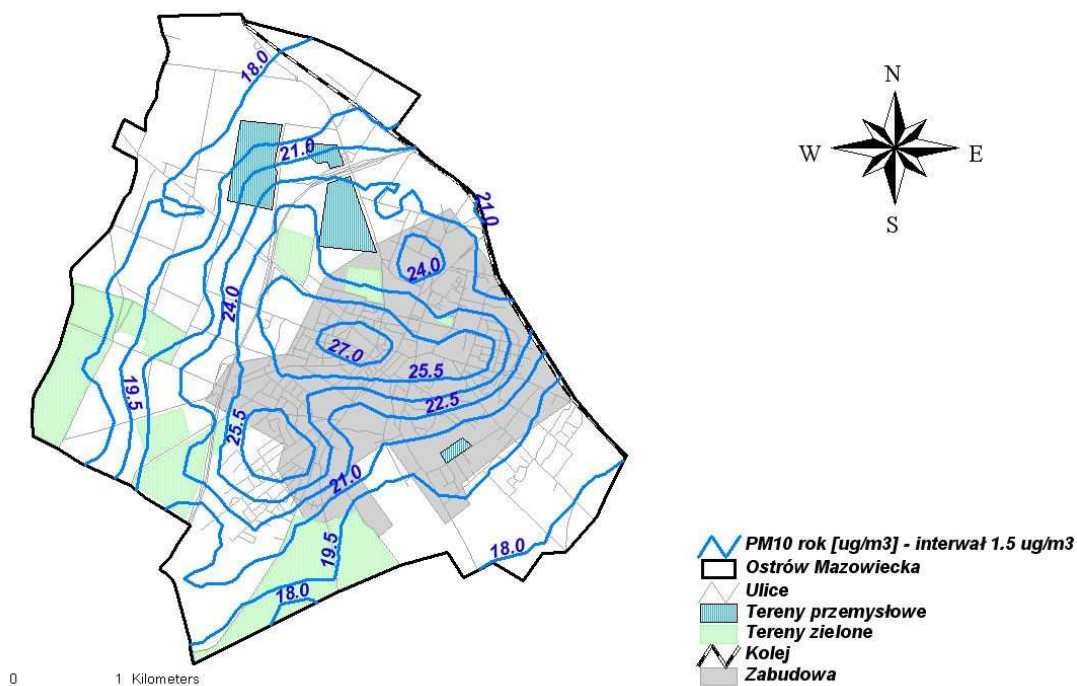 18.0
21.0
21.0
24.0
24.0
27.0
25.5
19.5
22.5
25.5
21.0
19.5
18.0
18.0
N
W E
S
PM10 rok [ug/m3] - interwał 1.5 ug/m3
Ostrów Mazowiecka
Ulice
Tereny przemysłowe
Tereny zielone
Kolej
Zabudowa
0 1 Kilometers